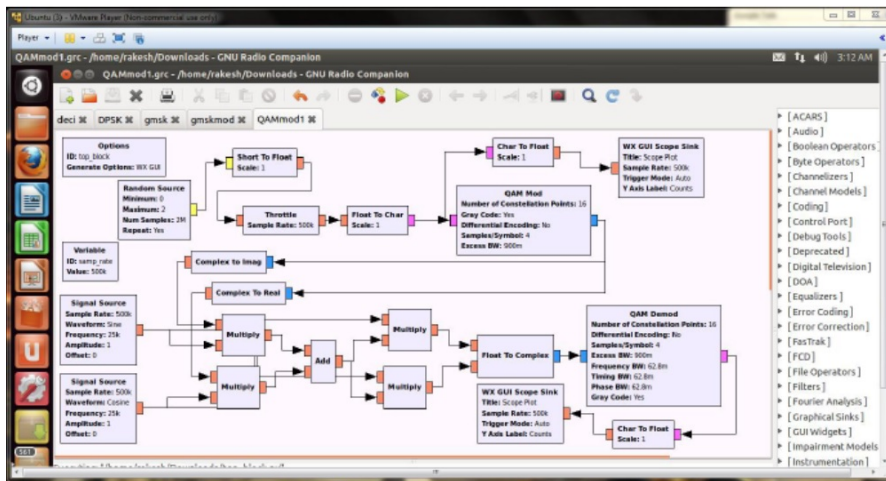 Ubuntu (3) - VMware Player (Non-commercial use only)
Player
QAMmod1.grc - /home/rakesh/Downloads - GNU Radio Companion
3:12 AM
QAMmod1.grc - /home/rakesh/Downloads - GNU Radio Companion
deci
DPSK
gmsk
gmskmod
QAMmod1
Options
ID: top_block
Generate Options: WX GUI
Short To Float
Scale: 1
Char To Float
Scale: 1
WX GUI Scope Sink
Title: Scope Plot
Sample Rate: 500k
Trigger Mode: Auto
Y Axis Label: Counts
Random Source
Minimum: 0
Maximum: 2
Num Samples: 2M
Repeat: Yes
Throttle
Sample Rate: 500k
Float To Char
Scale: 1
QAM Mod
Number of Constellation Points: 16
Gray Code: Yes
Differential Encoding: No
Samples/Symbol: 4
Excess BW: 900m
Variable
ID: samp_rate
Value: 500k
Complex to Imag
Complex To Real
Signal Source
Sample Rate: 500k
Waveform: Sine
Frequency: 25k
Amplitude: 1
Offset: 0
Multiply
Multiply
Add
Multiply
Multiply
Float To Complex
QAM Demod
Number of Constellation Points: 16
Differential Encoding: No
Samples/Symbol: 4
Excess BW: 900m
Frequency BW: 62.8m
Timing BW: 62.8m
Phase BW: 62.8m
Gray Code: Yes
Signal Source
Sample Rate: 500k
Waveform: Cosine
Frequency: 25k
Amplitude: 1
Offset: 0
WX GUI Scope Sink
Title: Scope Plot
Sample Rate: 500k
Trigger Mode: Auto
Y Axis Label: Counts
Char To Float
Scale: 1
[ ACARS ]
[ Audio ]
[ Boolean Operators ]
[ Byte Operators ]
[ Channelizers ]
[ Channel Models ]
[ Coding ]
[ Control Port ]
[ Debug Tools ]
[ Deprecated ]
[ Digital Television ]
[ DOA ]
[ Equalizers ]
[ Error Coding ]
[ Error Correction ]
[ FasTrak ]
[ FCD ]
[ File Operators ]
[ Filters ]
[ Fourier Analysis ]
[ Graphical Sinks ]
[ GUI Widgets ]
[ Impairment Models
[ Instrumentation ]